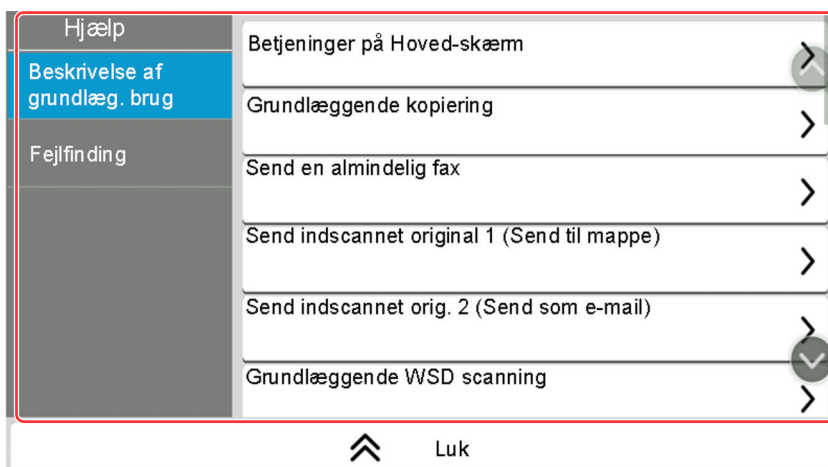 Hjælp
Beskrivelse af
grundlæg. brug
Fejlfinding
Betjeninger på Hoved-skærm
Grundlæggende kopiering
Send en almindelig fax
Send indscannet original 1 (Send til mappe)
Send indscannet orig. 2 (Send som e-mail)
Grundlæggende WSD scanning
Luk